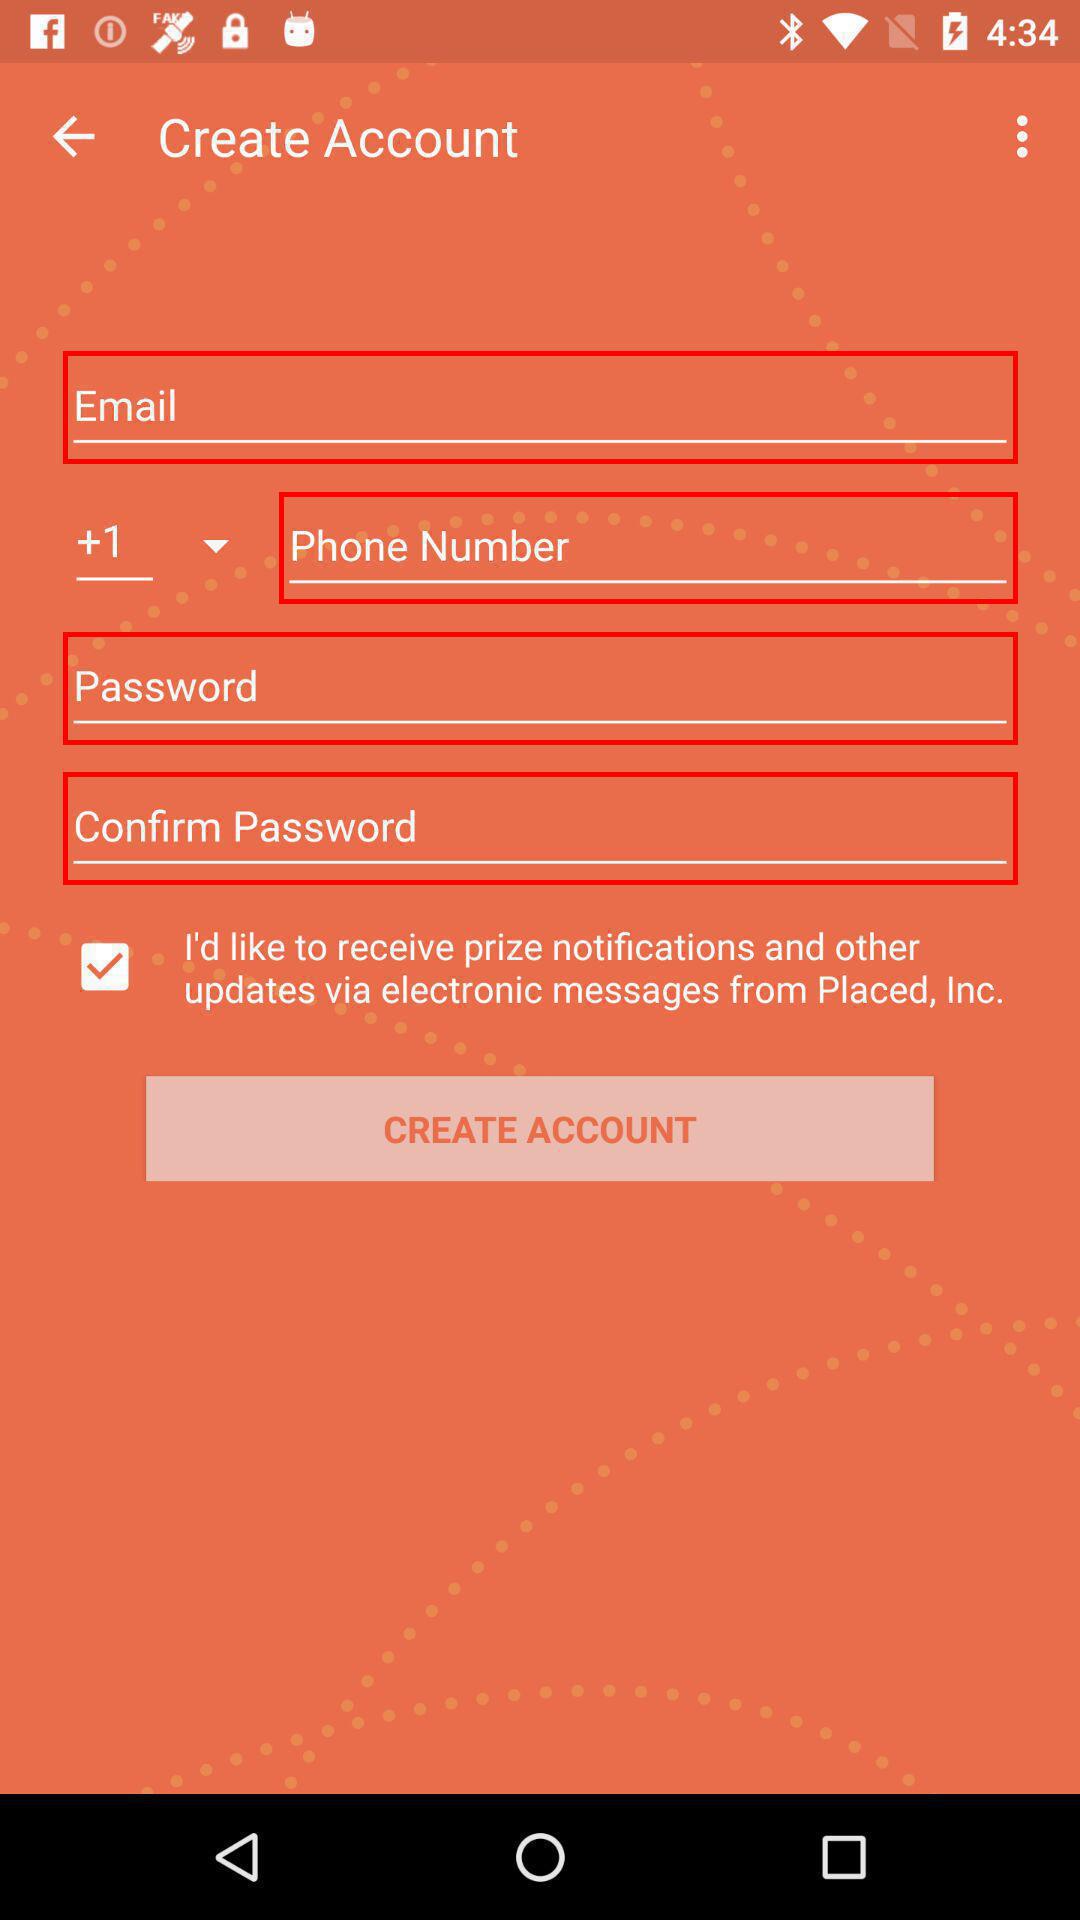 FAKE
4:34
Create Account
Email
+1
Phone Number
Password
Confirm Password
I'd like to receive prize notifications and other
updates via electronic messages from Placed, Inc.
CREATE ACCOUNT